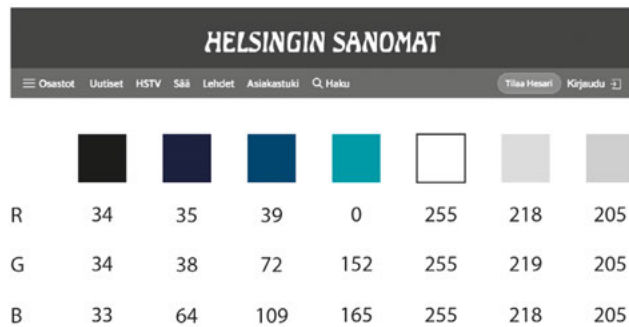 HELSINGIN SANOMAT
Osastot Uutiset HSTV Sää Lehdet Asiakastuki Haku Tilaa Hesari Kirjaudu
R 34 35 39 0 255 218 205
G 34 38 72 152 255 219 205
B 33 64 109 165 255 218 205